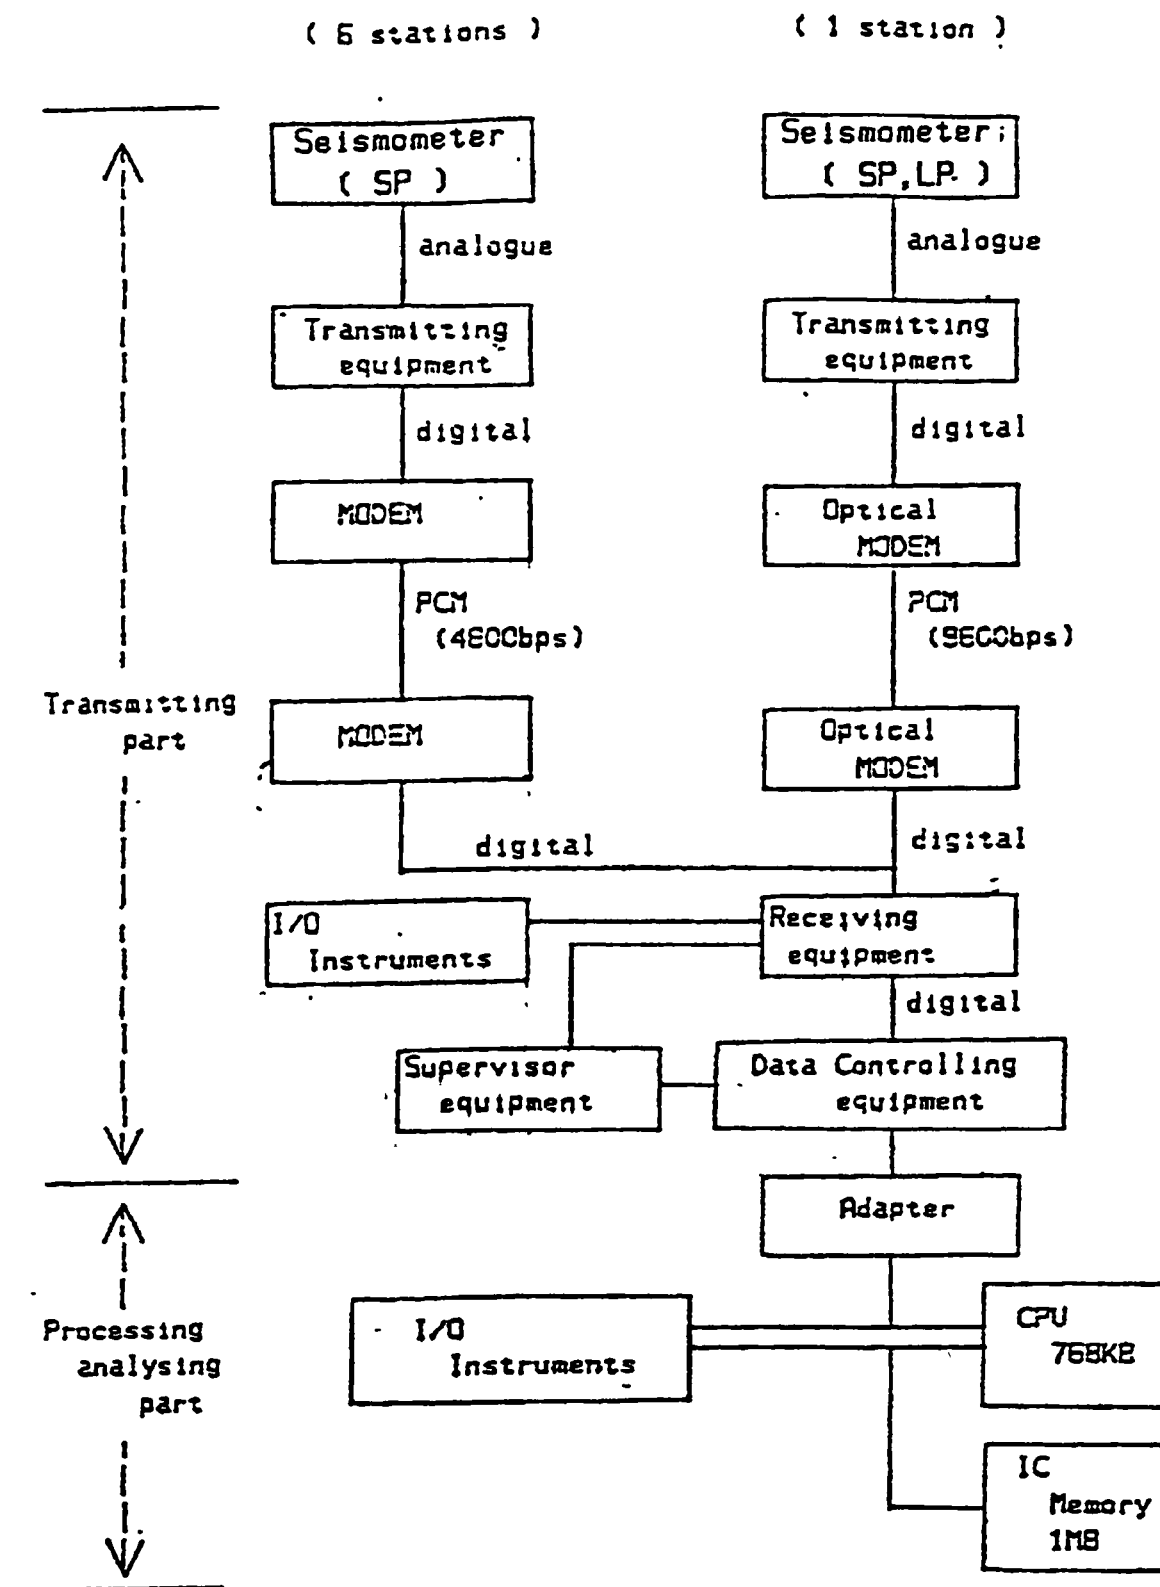 ( 6 stations )
( 1 station )
Seismometer
( SP )
Seismometer
( SP, LP )
analogue
analogue
Transmitting
equipment
Transmitting
equipment
digital
digital
MODEM
Optical
MODEM
PCM
(4800bps)
PCM
(9600bps)
Transmitting
part
MODEM
Optical
MODEM
digital
digital
I/O
Instruments
Receiving
equipment
digital
Supervisor
equipment
Data Controlling
equipment
Adapter
Processing
analysing
part
I/O
Instruments
CPU
768KB
IC
Memory
1MB